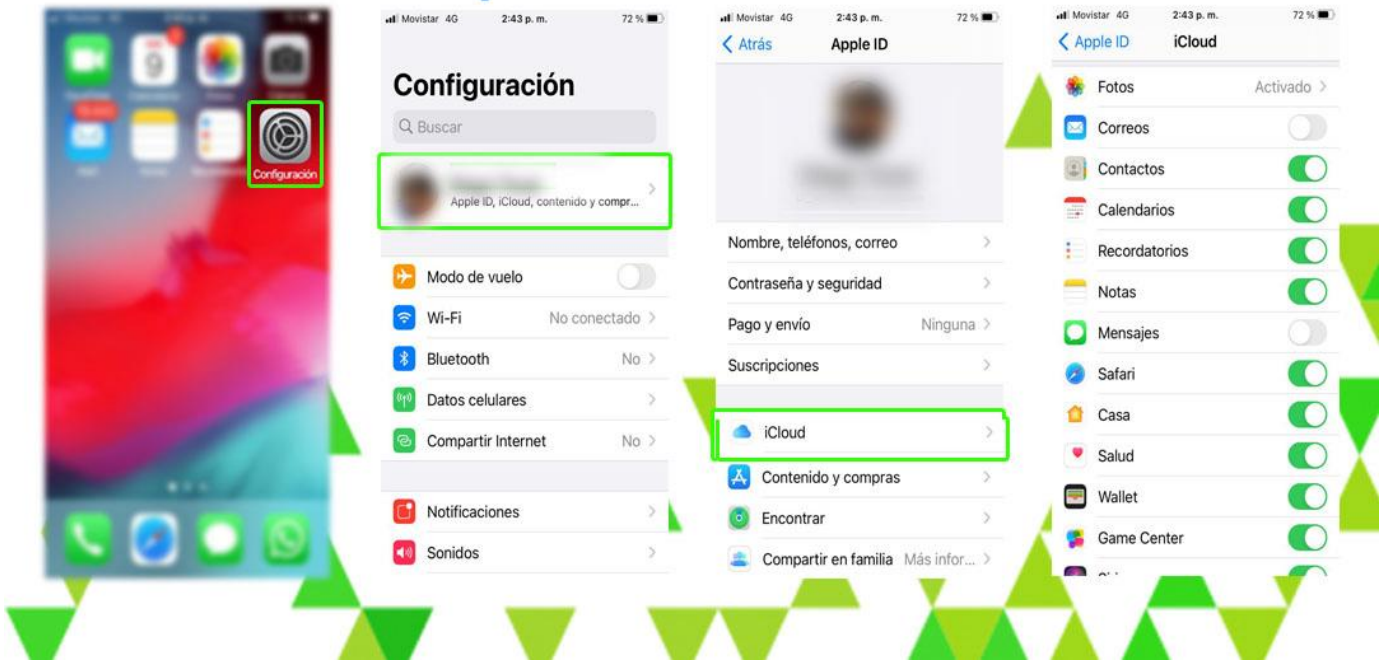 9
Configuración
Movistar 4G 2:43 p. m. 72 %
Configuración
Buscar
Apple ID, iCloud, contenido y compr...
Modo de vuelo
Wi-Fi No conectado
Bluetooth No
Datos celulares
Compartir Internet No
Notificaciones
Sonidos
Movistar 4G 2:43 p. m. 72 %
Atrás Apple ID
Nombre, teléfonos, correo
Contraseña y seguridad
Pago y envío Ninguna
Suscripciones
iCloud
Contenido y compras
Encontrar
Compartir en familia Más infor...
Movistar 4G 2:43 p. m. 72 %
Apple ID iCloud
Fotos Activado
Correos
Contactos
Calendarios
Recordatorios
Notas
Mensajes
Safari
Casa
Salud
Wallet
Game Center